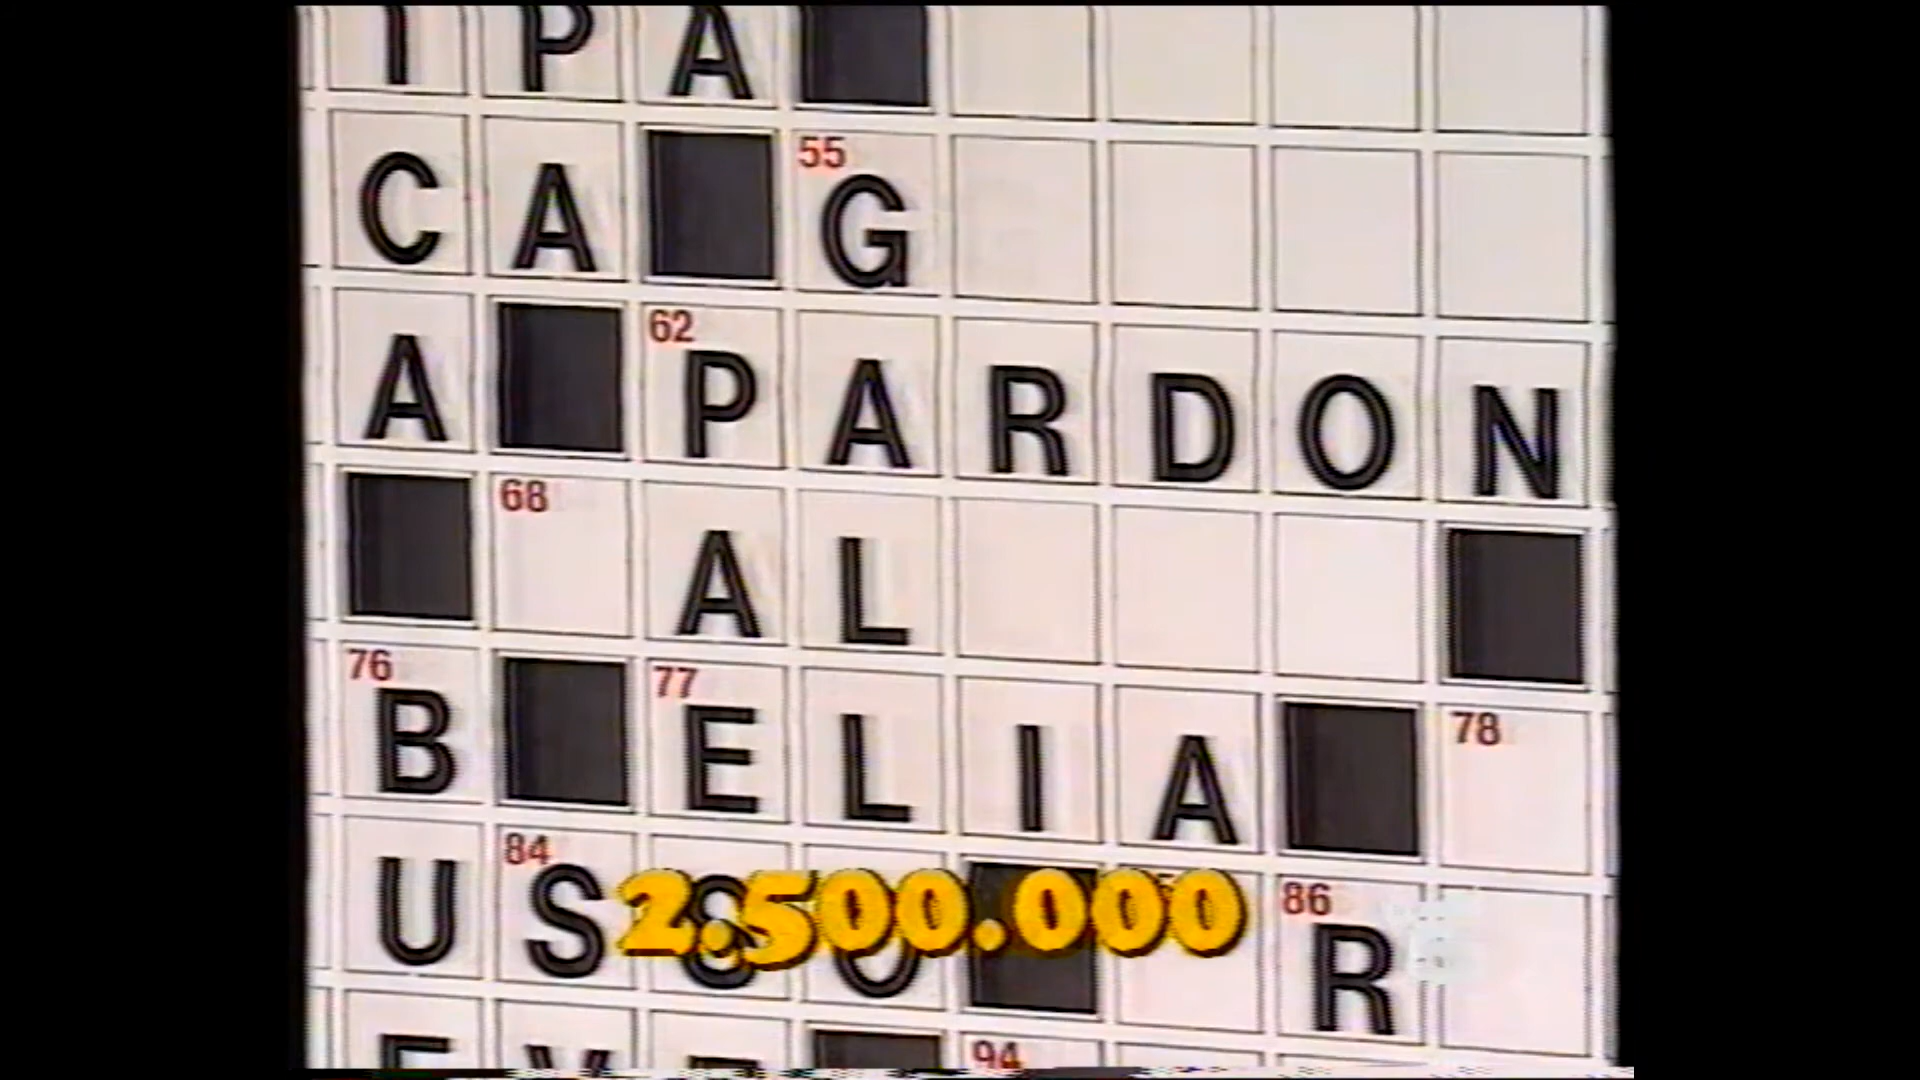 I P A
C A 55 G
A 62 P A R D O N
68 A L
76 B 77 E L I A 78
U 84 S 86 R
2.500.000
94